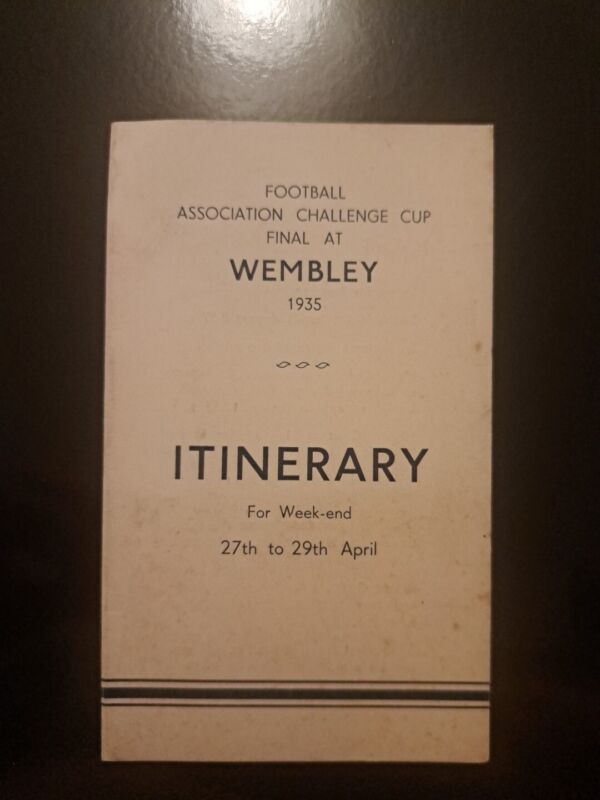 FOOTBALL
ASSOCIATION CHALLENGE CUP
FINAL AT
WEMBLEY
1935
ITINERARY
For Week-end
27th to 29th April